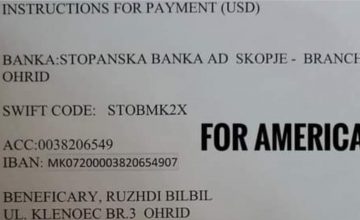 INSTRUCTIONS FOR PAYMENT (USD)
BANKA:STOPANSKA BANKA AD SKOPJE - BRANCH
OHRID
SWIFT CODE: STOBMK2X
ACC:0038206549
IBAN: MK07200003820654907
FOR AMERICA
BENEFICARY, RUZHDI BILBIL
UL. KLENOEC BR.3 OHRID